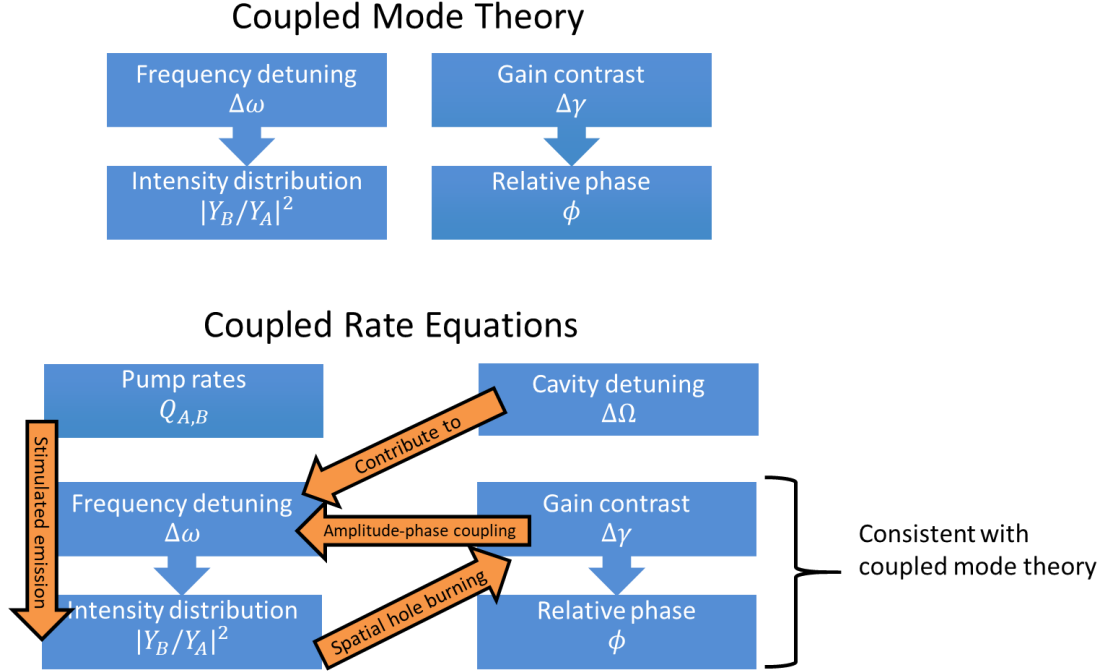 Coupled Mode Theory
Frequency detuning
Δω
Gain contrast
Δγ
Intensity distribution
|Y_B/Y_A|²
Relative phase
ϕ
Coupled Rate Equations
Pump rates
Q_{A,B}
Cavity detuning
ΔΩ
Stimulated emission
Contribute to
Frequency detuning
Δω
Amplitude-phase coupling
Gain contrast
Δγ
Intensity distribution
|Y_B/Y_A|²
Spatial hole burning
Relative phase
ϕ
Consistent with
coupled mode theory